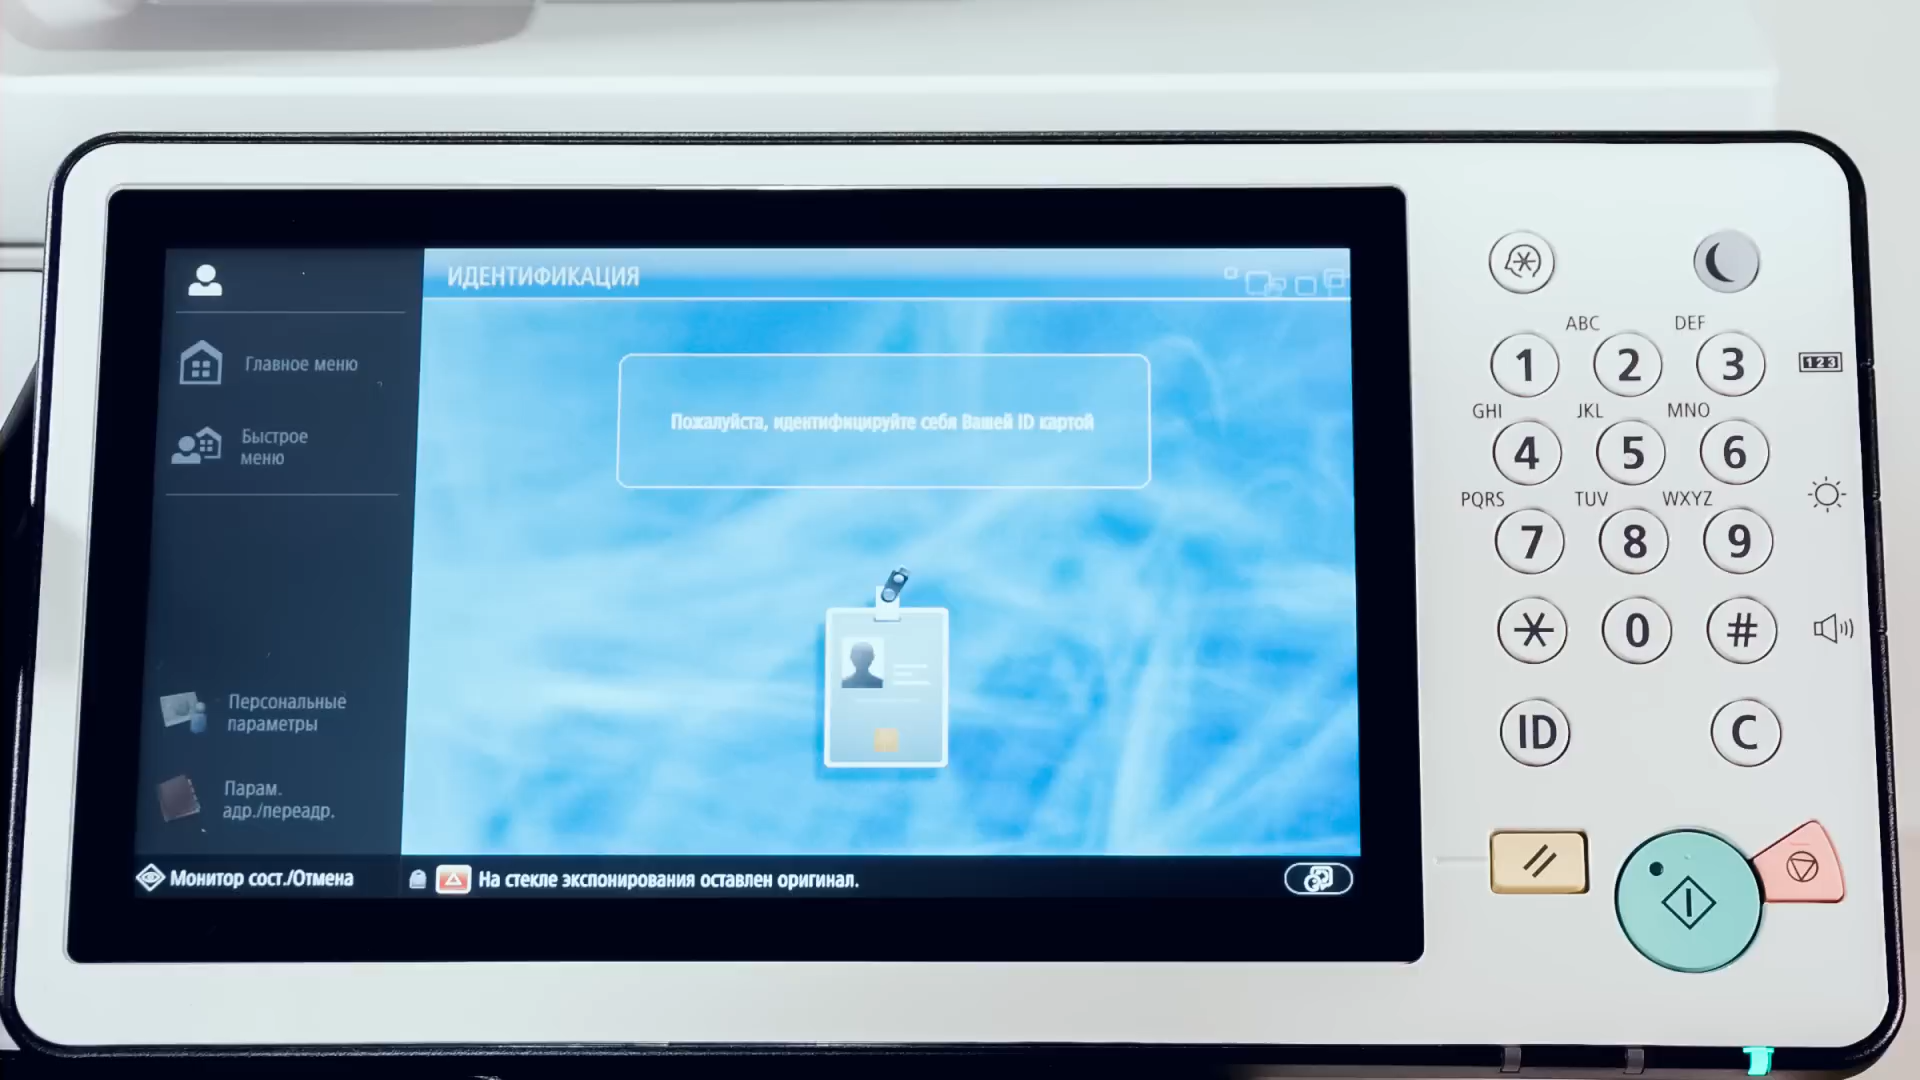 ИДЕНТИФИКАЦИЯ
Главное меню
Быстрое
меню
Пожалуйста, идентифицируйте себя Вашей ID картой
Персональные
параметры
Парам.
адр./переадр.
Монитор сост./Отмена
На стекле экспонирования оставлен оригинал.
ABC DEF
1 2 3
123
GHI JKL MNO
4 5 6
PQRS TUV WXYZ
7 8 9
* 0 #
ID C